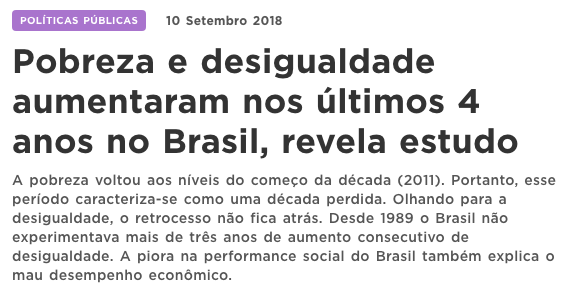 POLÍTICAS PÚBLICAS 10 Setembro 2018
Pobreza e desigualdade
aumentaram nos últimos 4
anos no Brasil, revela estudo
A pobreza voltou aos níveis do começo da década (2011). Portanto, esse
período caracteriza-se como uma década perdida. Olhando para a
desigualdade, o retrocesso não fica atrás. Desde 1989 o Brasil não
experimentava mais de três anos de aumento consecutivo de
desigualdade. A piora na performance social do Brasil também explica o
mau desempenho econômico.